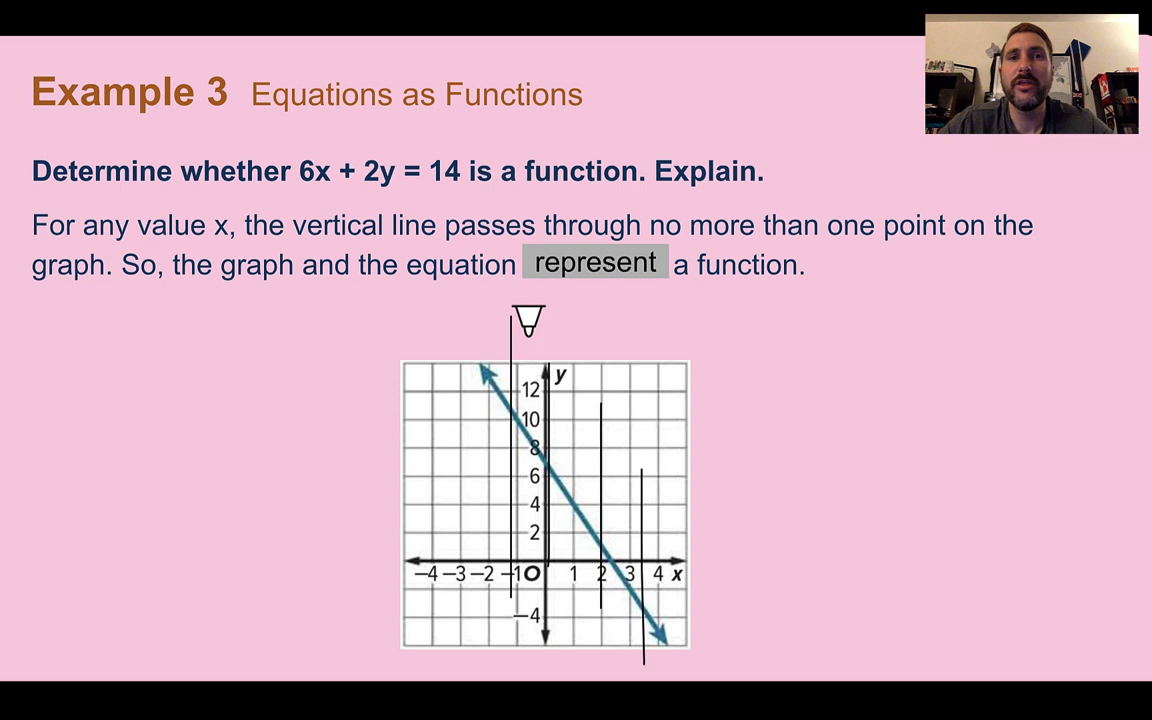 Example 3 Equations as Functions
Determine whether 6x + 2y = 14 is a function. Explain.
For any value x, the vertical line passes through no more than one point on the
graph. So, the graph and the equation represent a function.
y
12
10
8
6
4
2
−4 −3 −2 −1 O 1 2 3 4 x
−4